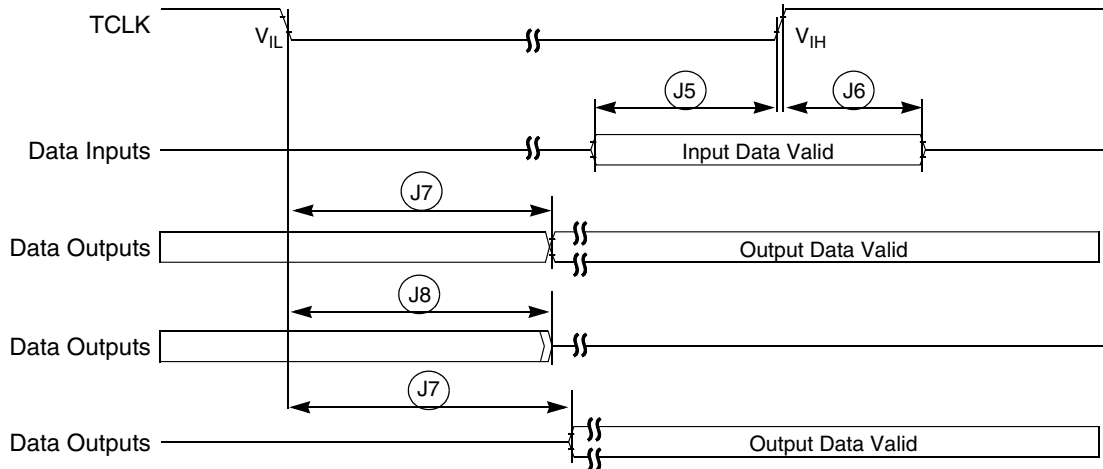 TCLK
V_IL
V_IH
J5
J6
Data Inputs
Input Data Valid
J7
Data Outputs
Output Data Valid
J8
Data Outputs
J7
Data Outputs
Output Data Valid